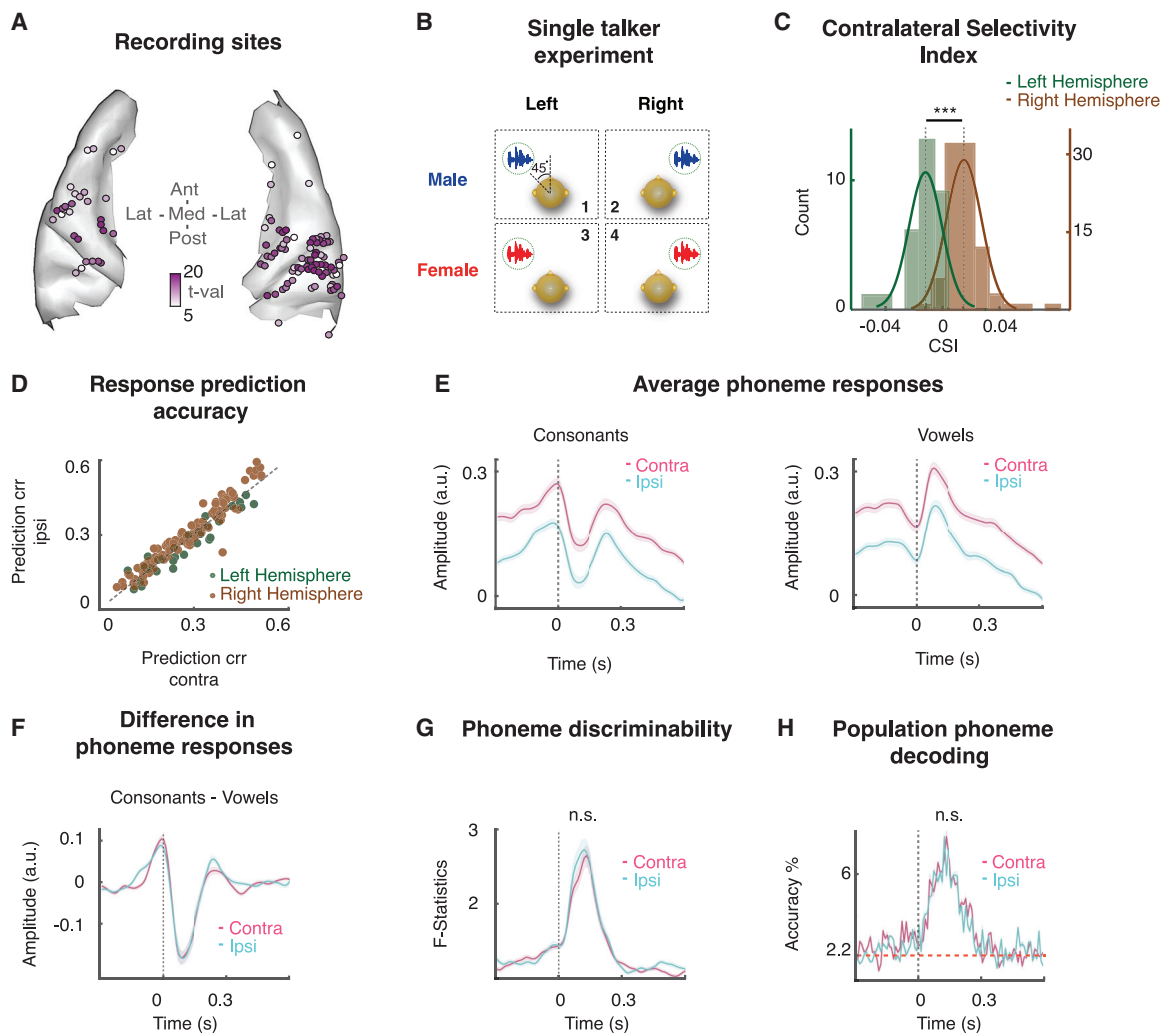 A
Recording sites
Ant
Lat - Med - Lat
Post
20
t-val
5
B
Single talker
experiment
Left
Right
Male
Female
45
1
2
3
4
C
Contralateral Selectivity
Index
- Left Hemisphere
- Right Hemisphere
***
10
0
Count
30
15
0
-0.04
0
0.04
CSI
D
Response prediction
accuracy
0.6
0.3
0
Prediction crr
ipsi
Left Hemisphere
Right Hemisphere
0
0.3
0.6
Prediction crr
contra
E
Average phoneme responses
Consonants
Contra
Ipsi
Amplitude (a.u.)
0.3
0
0
0.3
Time (s)
Vowels
Contra
Ipsi
Amplitude (a.u.)
0.3
0
0
0.3
Time (s)
F
Difference in
phoneme responses
Consonants - Vowels
Amplitude (a.u.)
0.1
0
-0.1
Contra
Ipsi
0
0.3
Time (s)
G
Phoneme discriminability
n.s.
F-Statistics
3
2
Contra
Ipsi
0
0.3
Time (s)
H
Population phoneme
decoding
n.s.
Accuracy %
6
2.2
Contra
Ipsi
0
0.3
Time (s)